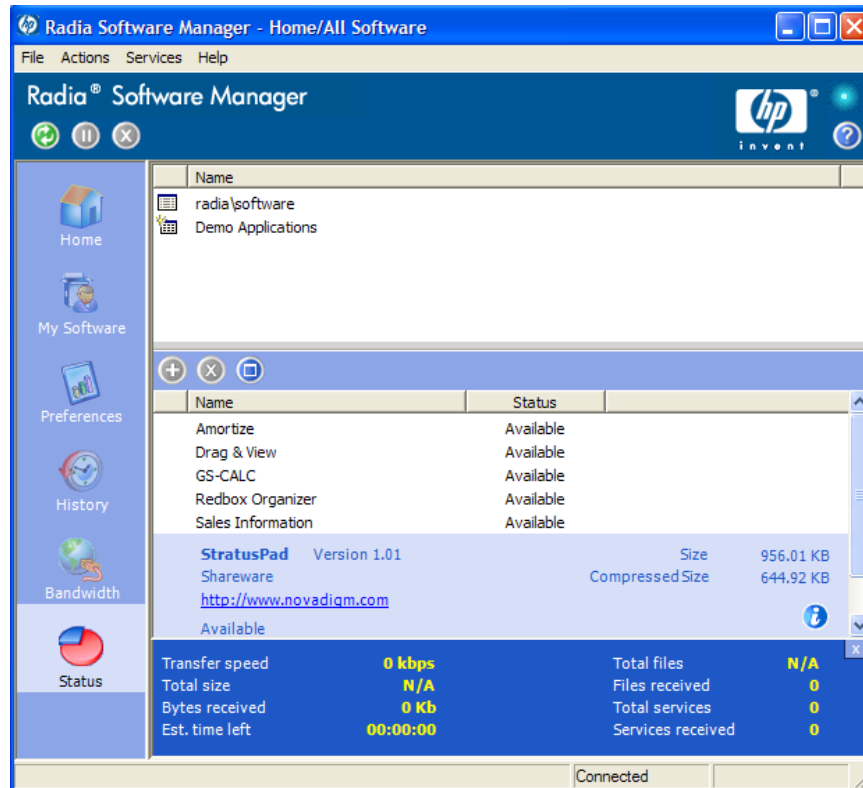 Radia Software Manager - Home/All Software
File Actions Services Help
Radia® Software Manager
hp®
invent
Home
My Software
Preferences
History
Bandwidth
Status
Name
radia\software
Demo Applications
Name Status
Amortize Available
Drag & View Available
GS-CALC Available
Redbox Organizer Available
Sales Information Available
StratusPad Version 1.01 Size 956.01 KB
Shareware Compressed Size 644.92 KB
http://www.novadigm.com
Available
Transfer speed 0 kbps Total files N/A
Total size N/A Files received 0
Bytes received 0 Kb Total services 0
Est. time left 00:00:00 Services received 0
Connected